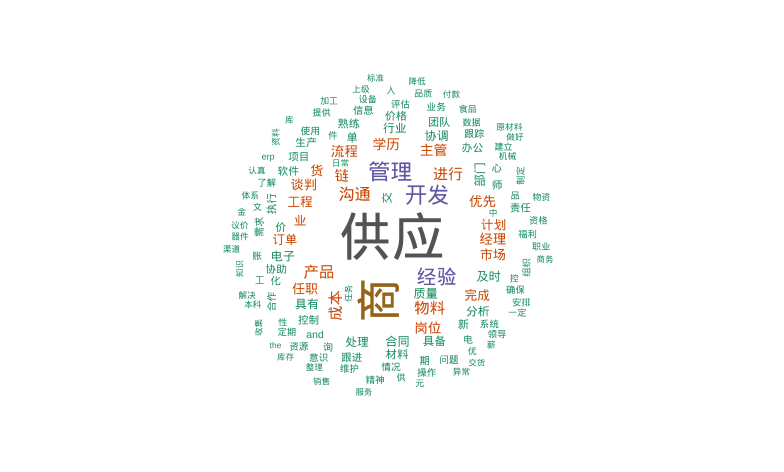 标准
降低
上级
入
品质
付款
加工
设备
评估
业务
食品
提供
信息
价格
团队
数据
库
熟练
行业
协调
跟踪
原材料
使用
件
单
做好
资料
生产
学历
主管
办公
建立
流程
erp
项目
日常
机械
认真
软件
货
链
管理
进行
部门
心
制定
了解
谈判
师
体系
执行
工程
沟通
交
开发
优先
品
物资
文
责任
金
中
议价
需求
价
业
供应
计划
资格
器件
订单
经理
福利
渠道
账
电子
市场
职业
商务
知识
工
化
协助
产品
经验
及时
控
组织
解决
合作
任职
任务
商
质量
完成
确保
本科
具有
成本
物料
分析
安排
一定
收集
性
控制
岗位
新
系统
定期
and
领导
the
资源
询
处理
合同
具备
电
薪
库存
意识
跟进
材料
期
问题
优
交货
整理
维护
情况
操作
异常
销售
精神
供
元
服务